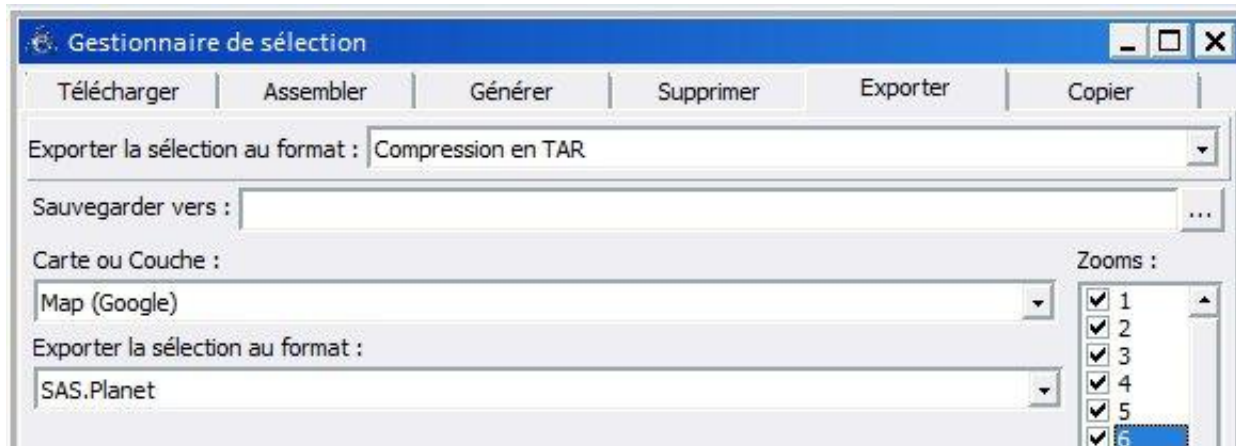 Gestionnaire de sélection
Télécharger Assembler Générer Supprimer Exporter Copier
Exporter la sélection au format : Compression en TAR
Sauvegarder vers : ...
Carte ou Couche : Zooms :
Map (Google) 1
2
Exporter la sélection au format : 3
SAS.Planet 4
5
6